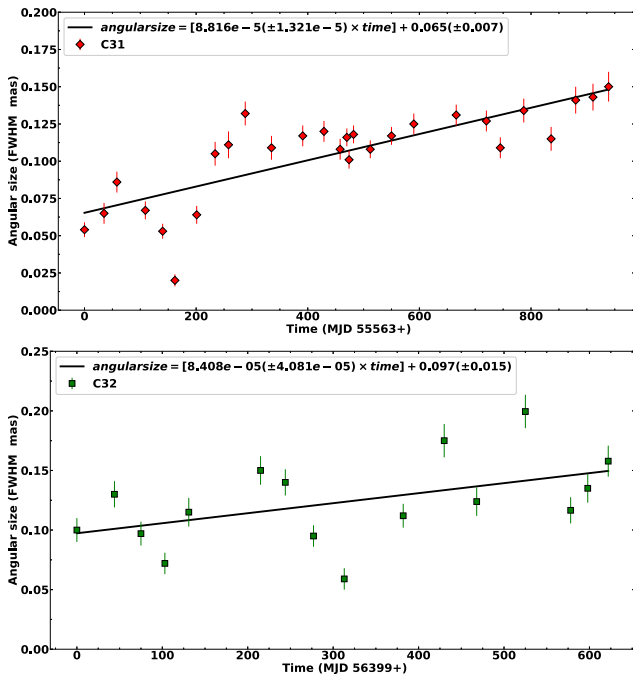 0.200
0.175
0.150
0.125
0.100
0.075
0.050
0.025
0.000
Angular size (FWHM mas)
angularsize = [8.816e − 5(±1.321e − 5) × time] + 0.065(±0.007)
C31
0 200 400 600 800
Time (MJD 55563+)
0.25
0.20
0.15
0.10
0.05
0.00
Angular size (FWHM mas)
angularsize = [8.408e − 05(±4.081e − 05) × time] + 0.097(±0.015)
C32
0 100 200 300 400 500 600
Time (MJD 56399+)